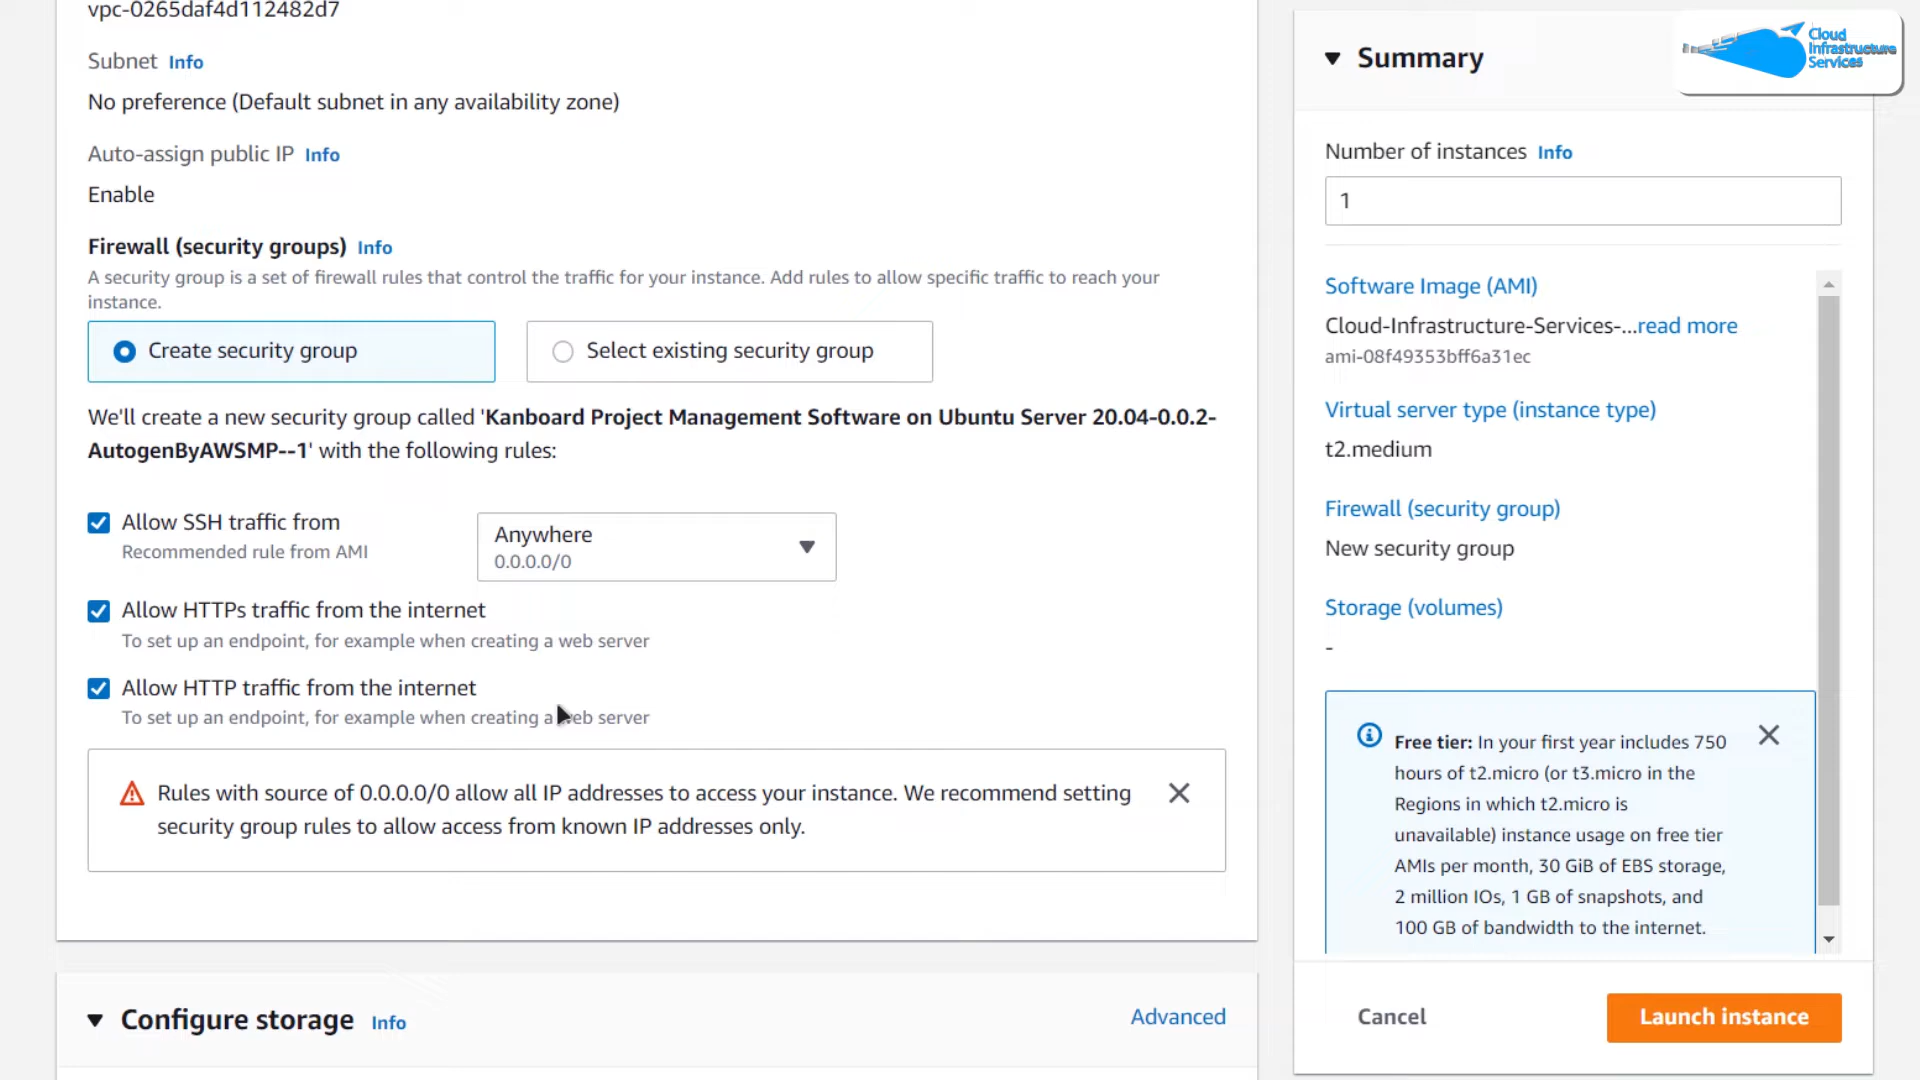 vpc-0265daf4d112482d7
Subnet Info
No preference (Default subnet in any availability zone)
Auto-assign public IP Info
Enable
Firewall (security groups) Info
A security group is a set of firewall rules that control the traffic for your instance. Add rules to allow specific traffic to reach your
instance.
Create security group
Select existing security group
We'll create a new security group called 'Kanboard Project Management Software on Ubuntu Server 20.04-0.0.2-
AutogenByAWSMP--1' with the following rules:
Allow SSH traffic from
Recommended rule from AMI
Anywhere
0.0.0.0/0
Allow HTTPs traffic from the internet
To set up an endpoint, for example when creating a web server
Allow HTTP traffic from the internet
To set up an endpoint, for example when creating a web server
Rules with source of 0.0.0.0/0 allow all IP addresses to access your instance. We recommend setting
security group rules to allow access from known IP addresses only.
Configure storage Info
Advanced
Summary
Cloud
Infrastructure
Services
Number of instances Info
1
Software Image (AMI)
Cloud-Infrastructure-Services-...read more
ami-08f49353bff6a31ec
Virtual server type (instance type)
t2.medium
Firewall (security group)
New security group
Storage (volumes)
-
Free tier: In your first year includes 750
hours of t2.micro (or t3.micro in the
Regions in which t2.micro is
unavailable) instance usage on free tier
AMIs per month, 30 GiB of EBS storage,
2 million IOs, 1 GB of snapshots, and
100 GB of bandwidth to the internet.
Cancel
Launch instance